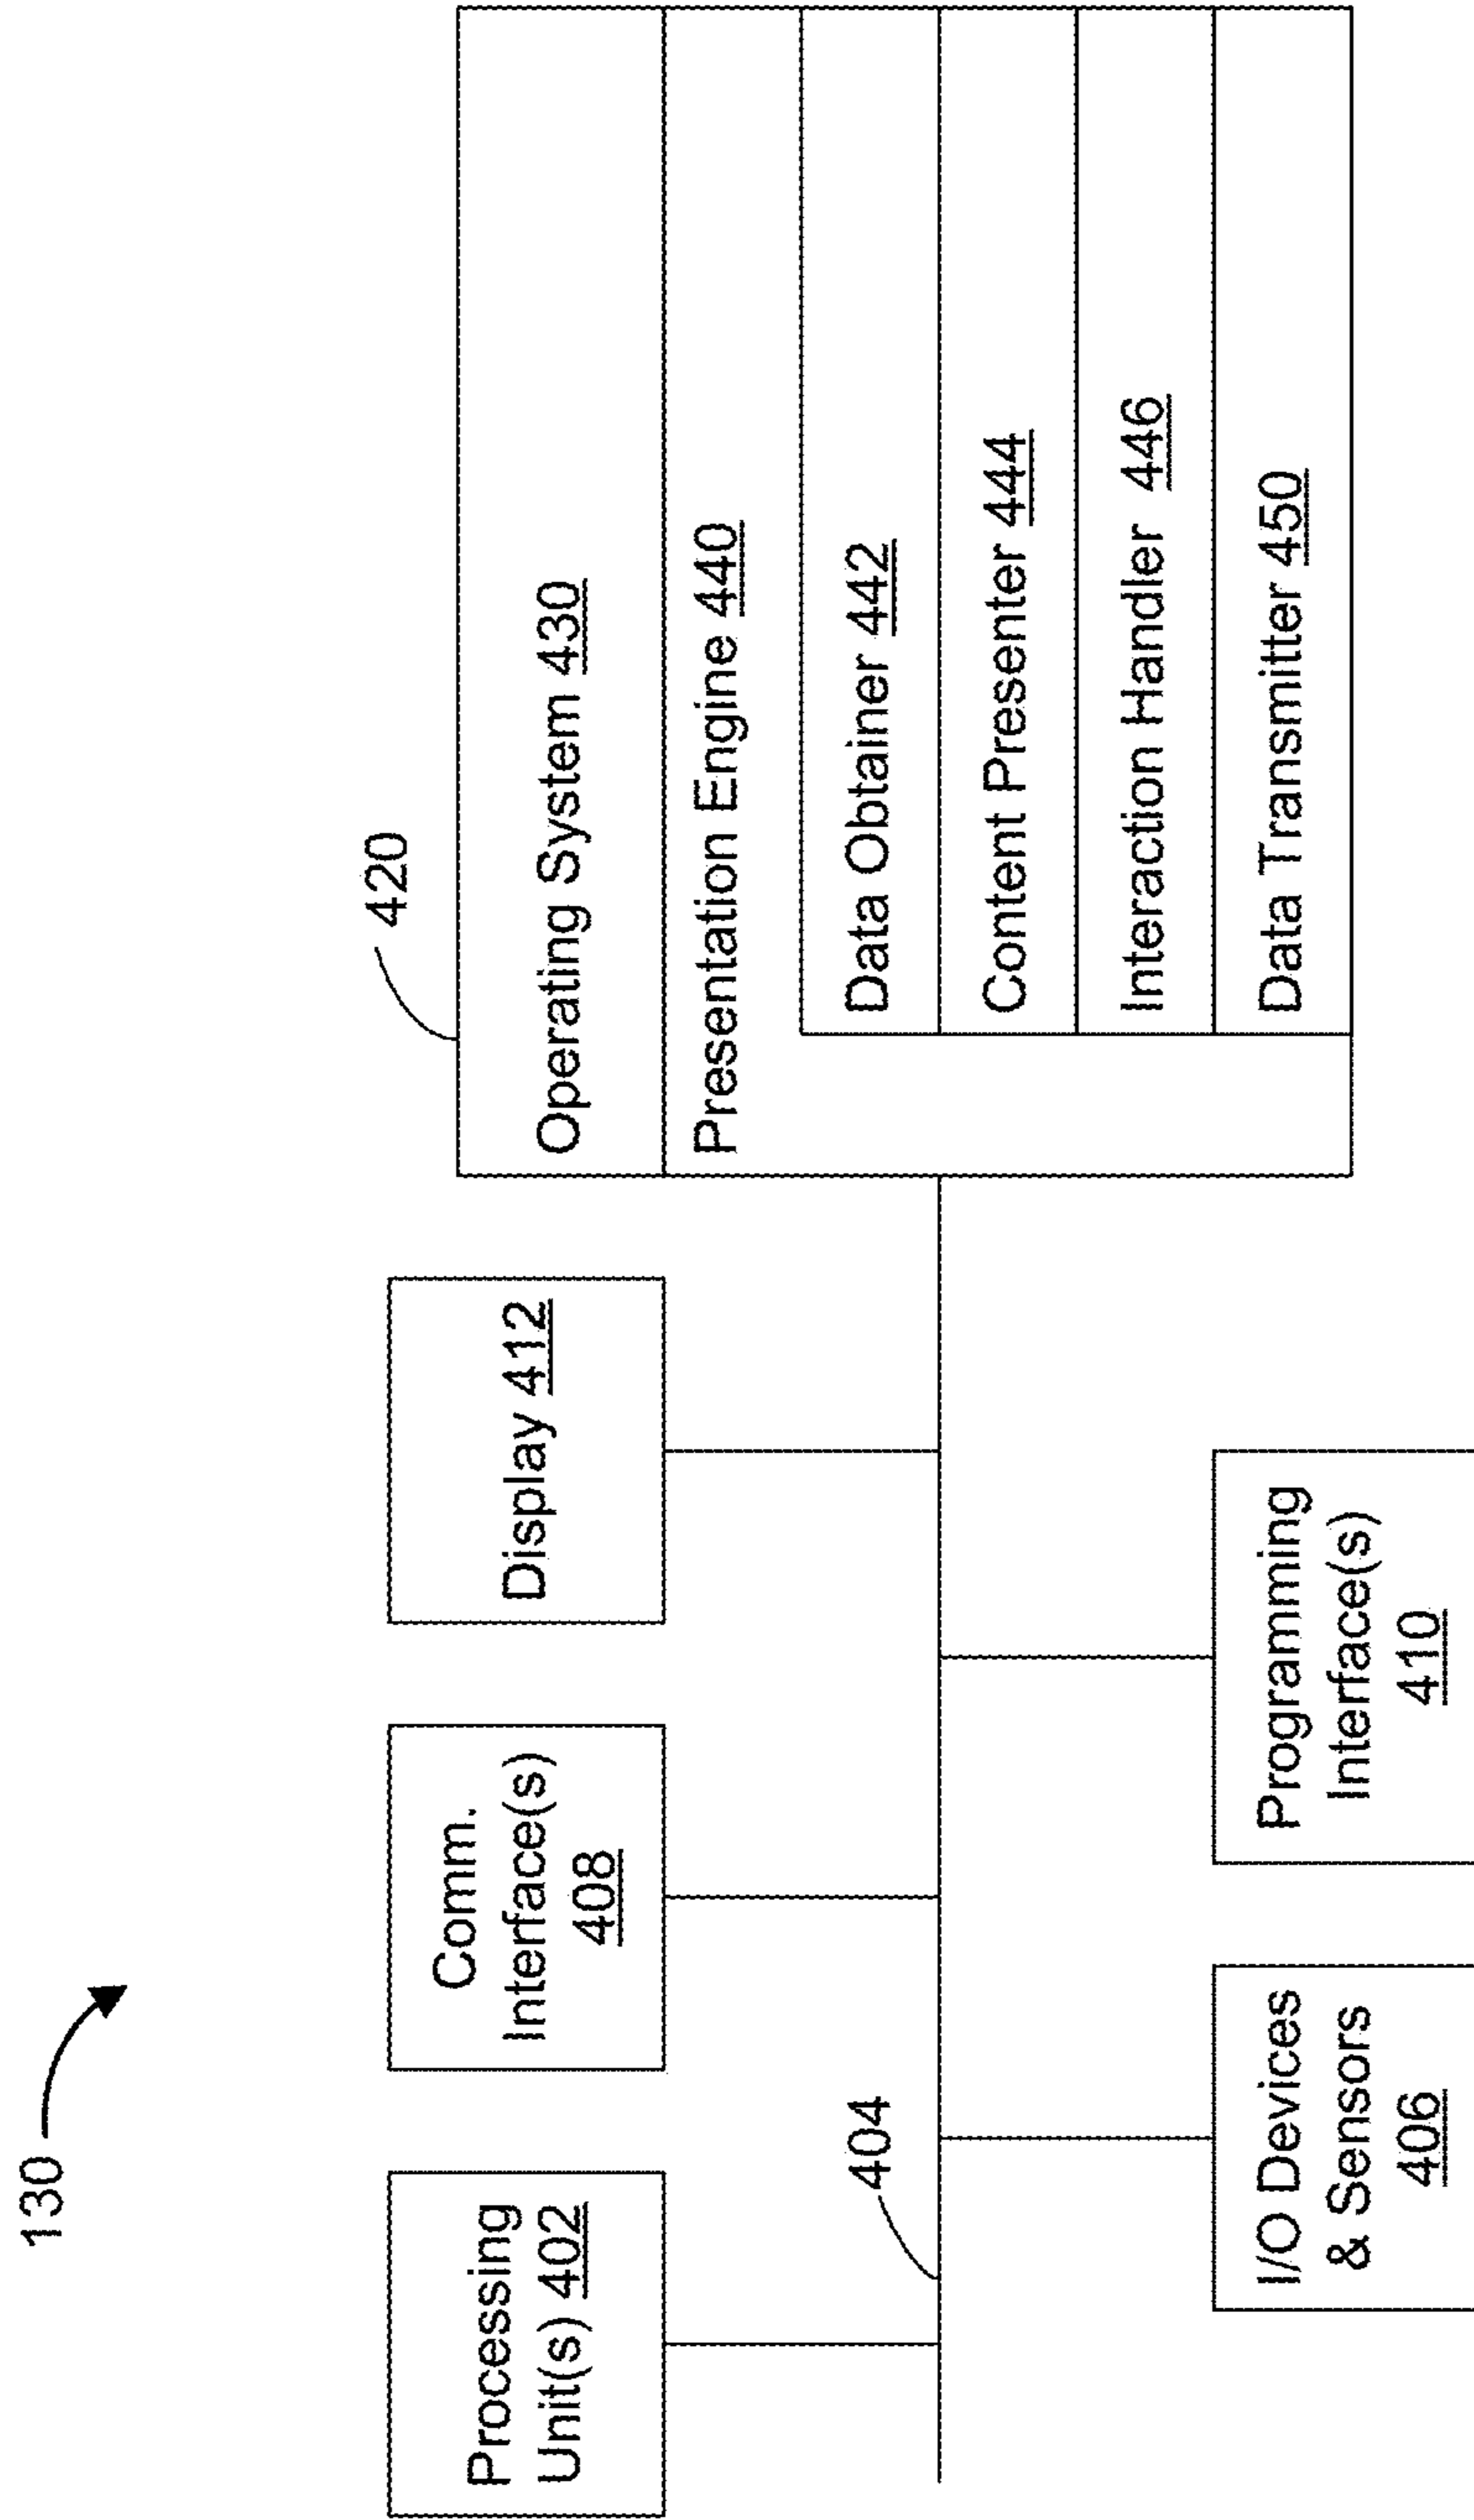 130
Processing
Unit(s) 402
Comm.
Interface(s)
408
Display 412
404
I/O Devices
& Sensors
406
Programming
Interface(s)
410
420
Operating System 430
Presentation Engine 440
Data Obtainer 442
Content Presenter 444
Interaction Handler 446
Data Transmitter 450